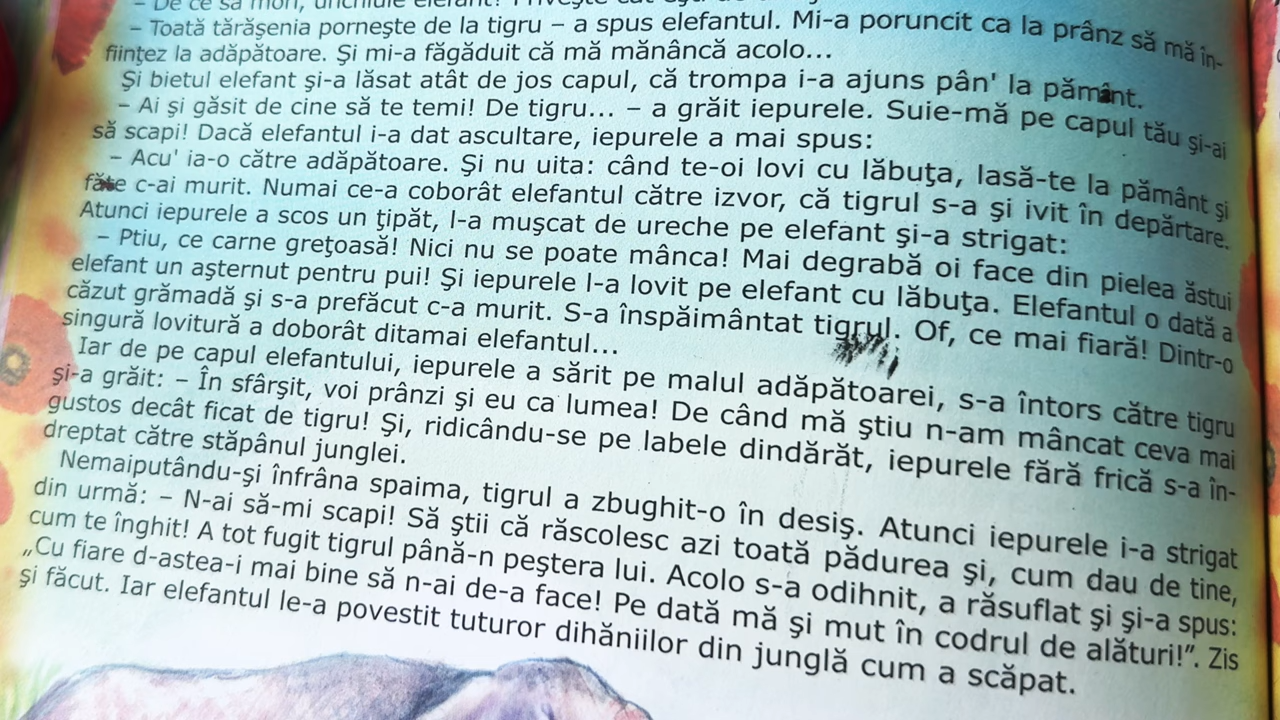 – De ce să mori, unchiule elefant! Priveşte cât eşti de
– Toată tărăşenia porneşte de la tigru – a spus elefantul. Mi-a poruncit ca la prânz să mă în-
fiinţez la adăpătoare. Şi mi-a făgăduit că mă mănâncă acolo...
Şi bietul elefant şi-a lăsat atât de jos capul, că trompa i-a ajuns pân' la pământ.
– Ai şi găsit de cine să te temi! De tigru... – a grăit iepurele. Suie-mă pe capul tău şi-ai
să scapi! Dacă elefantul i-a dat ascultare, iepurele a mai spus:
– Acu' ia-o către adăpătoare. Şi nu uita: când te-oi lovi cu lăbuţa, lasă-te la pământ şi
fă-te c-ai murit. Numai ce-a coborât elefantul către izvor, că tigrul s-a şi ivit în depărtare.
Atunci iepurele a scos un ţipăt, l-a muşcat de ureche pe elefant şi-a strigat:
– Ptiu, ce carne greţoasă! Nici nu se poate mânca! Mai degrabă oi face din pielea ăstui
elefant un aşternut pentru pui! Şi iepurele l-a lovit pe elefant cu lăbuţa. Elefantul o dată a
căzut grămadă şi s-a prefăcut c-a murit. S-a înspăimântat tigrul. Of, ce mai fiară! Dintr-o
singură lovitură a doborât ditamai elefantul...
Iar de pe capul elefantului, iepurele a sărit pe malul adăpătoarei, s-a întors către tigru
şi-a grăit: – În sfârşit, voi prânzi şi eu ca lumea! De când mă ştiu n-am mâncat ceva mai
gustos decât ficat de tigru! Şi, ridicându-se pe labele dindărăt, iepurele fără frică s-a în-
dreptat către stăpânul junglei.
Nemaiputându-şi înfrâna spaima, tigrul a zbughit-o în desiş. Atunci iepurele i-a strigat
din urmă: – N-ai să-mi scapi! Să ştii că răscolesc azi toată pădurea şi, cum dau de tine,
cum te înghit! A tot fugit tigrul până-n peştera lui. Acolo s-a odihnit, a răsuflat şi şi-a spus:
„Cu fiare d-astea-i mai bine să n-ai de-a face! Pe dată mă şi mut în codrul de alături!”. Zis
şi făcut. Iar elefantul le-a povestit tuturor dihăniilor din junglă cum a scăpat.